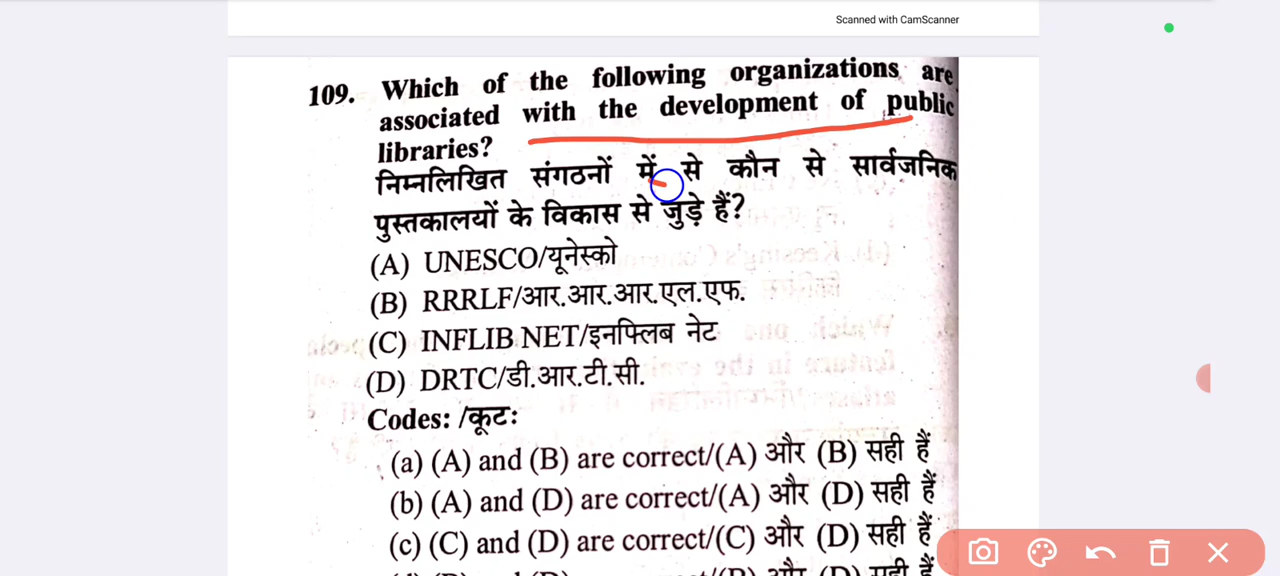 Scanned with CamScanner
109. Which of the following organizations are
associated with the development of public
libraries?
निम्नलिखित संगठनों में से कौन से सार्वजनिक
पुस्तकालयों के विकास से जुड़े हैं?
(A) UNESCO/यूनेस्को
(B) RRRLF/आर.आर.आर.एल.एफ.
(C) INFLIB NET/इनफ्लिब नेट
(D) DRTC/डी.आर.टी.सी.
Codes: /कूटः
(a) (A) and (B) are correct/(A) और (B) सही हैं
(b) (A) and (D) are correct/(A) और (D) सही हैं
(c) (C) and (D) are correct/(C) और (D) सही हैं